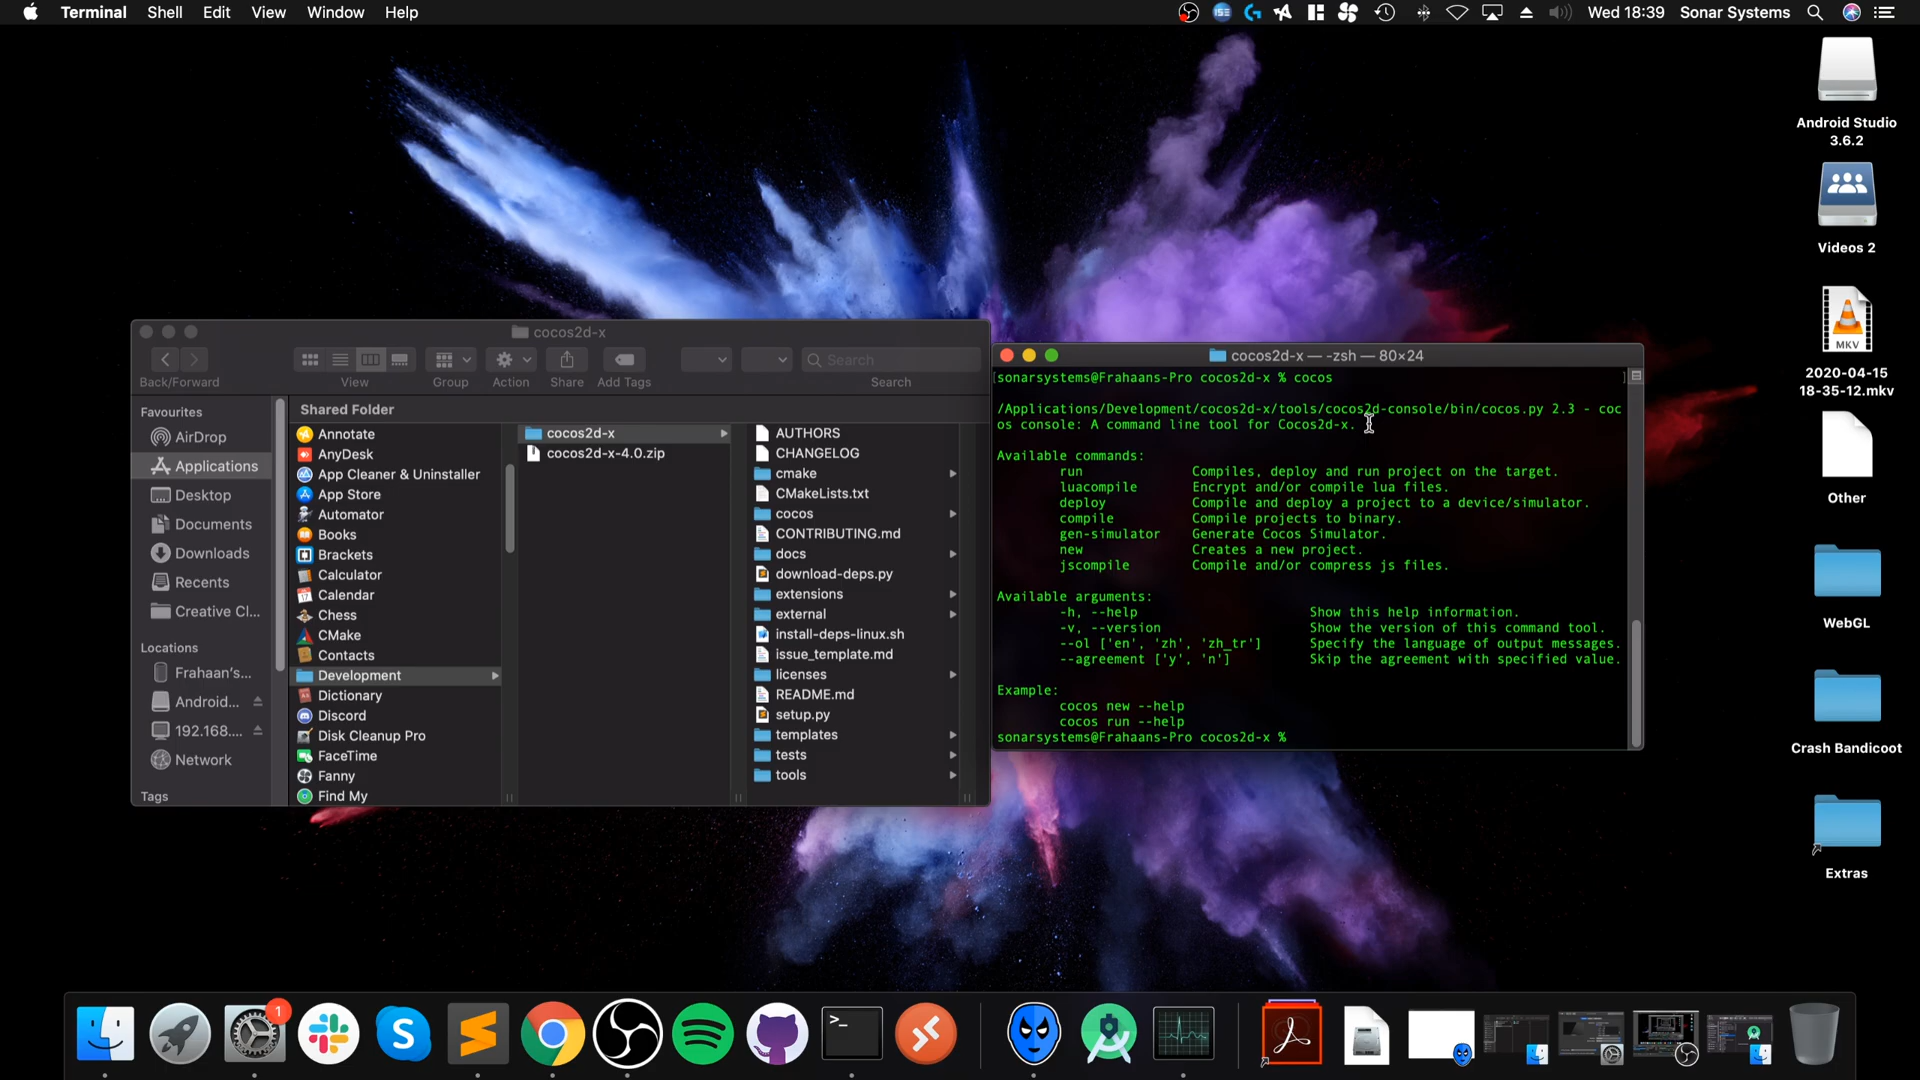 Terminal Shell Edit View Window Help
Wed 18:39 Sonar Systems
Android Studio
3.6.2
Videos 2
MKV
2020-04-15
18-35-12.mkv
Other
WebGL
Crash Bandicoot
Extras
cocos2d-x
Search
Back/Forward View Group Action Share Add Tags Search
Favourites
AirDrop
Applications
Desktop
Documents
Downloads
Recents
Creative Cl...
Locations
Frahaan's...
Android...
192.168....
Network
Tags
Shared Folder
Annotate
AnyDesk
App Cleaner & Uninstaller
App Store
Automator
Books
Brackets
Calculator
Calendar
Chess
CMake
Contacts
Development
Dictionary
Discord
Disk Cleanup Pro
FaceTime
Fanny
Find My
cocos2d-x
cocos2d-x-4.0.zip
AUTHORS
CHANGELOG
cmake
CMakeLists.txt
cocos
CONTRIBUTING.md
docs
download-deps.py
extensions
external
install-deps-linux.sh
issue_template.md
licenses
README.md
setup.py
templates
tests
tools
cocos2d-x — -zsh — 80×24
[sonarsystems@Frahaans-Pro cocos2d-x % cocos ]
/Applications/Development/cocos2d-x/tools/cocos2d-console/bin/cocos.py 2.3 - coc
os console: A command line tool for Cocos2d-x.
Available commands:
run Compiles, deploy and run project on the target.
luacompile Encrypt and/or compile lua files.
deploy Compile and deploy a project to a device/simulator.
compile Compile projects to binary.
gen-simulator Generate Cocos Simulator.
new Creates a new project.
jscompile Compile and/or compress js files.
Available arguments:
-h, --help Show this help information.
-v, --version Show the version of this command tool.
--ol ['en', 'zh', 'zh_tr'] Specify the language of output messages.
--agreement ['y', 'n'] Skip the agreement with specified value.
Example:
cocos new --help
cocos run --help
sonarsystems@Frahaans-Pro cocos2d-x %
1